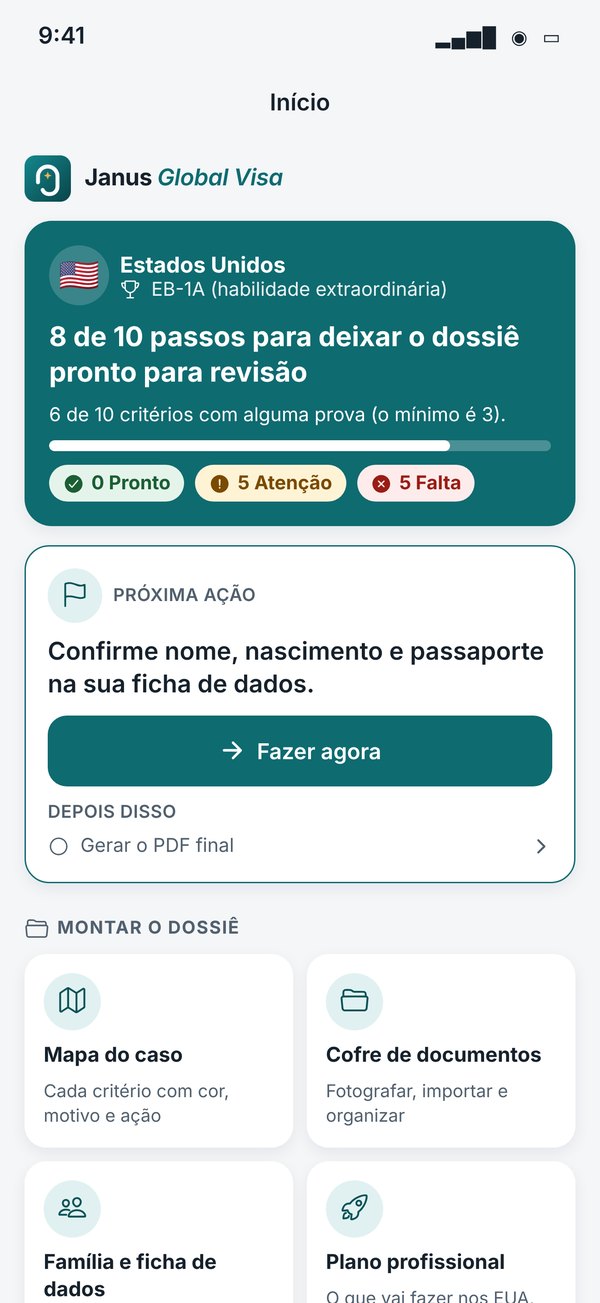 9:41
Início
Janus Global Visa
Estados Unidos
EB-1A (habilidade extraordinária)
8 de 10 passos para deixar o dossiê
pronto para revisão
6 de 10 critérios com alguma prova (o mínimo é 3).
0 Pronto
5 Atenção
5 Falta
PRÓXIMA AÇÃO
Confirme nome, nascimento e passaporte
na sua ficha de dados.
Fazer agora
DEPOIS DISSO
Gerar o PDF final
MONTAR O DOSSIÊ
Mapa do caso
Cada critério com cor,
motivo e ação
Cofre de documentos
Fotografar, importar e
organizar
Família e ficha de
dados
Plano profissional
O que vai fazer nos EUA,